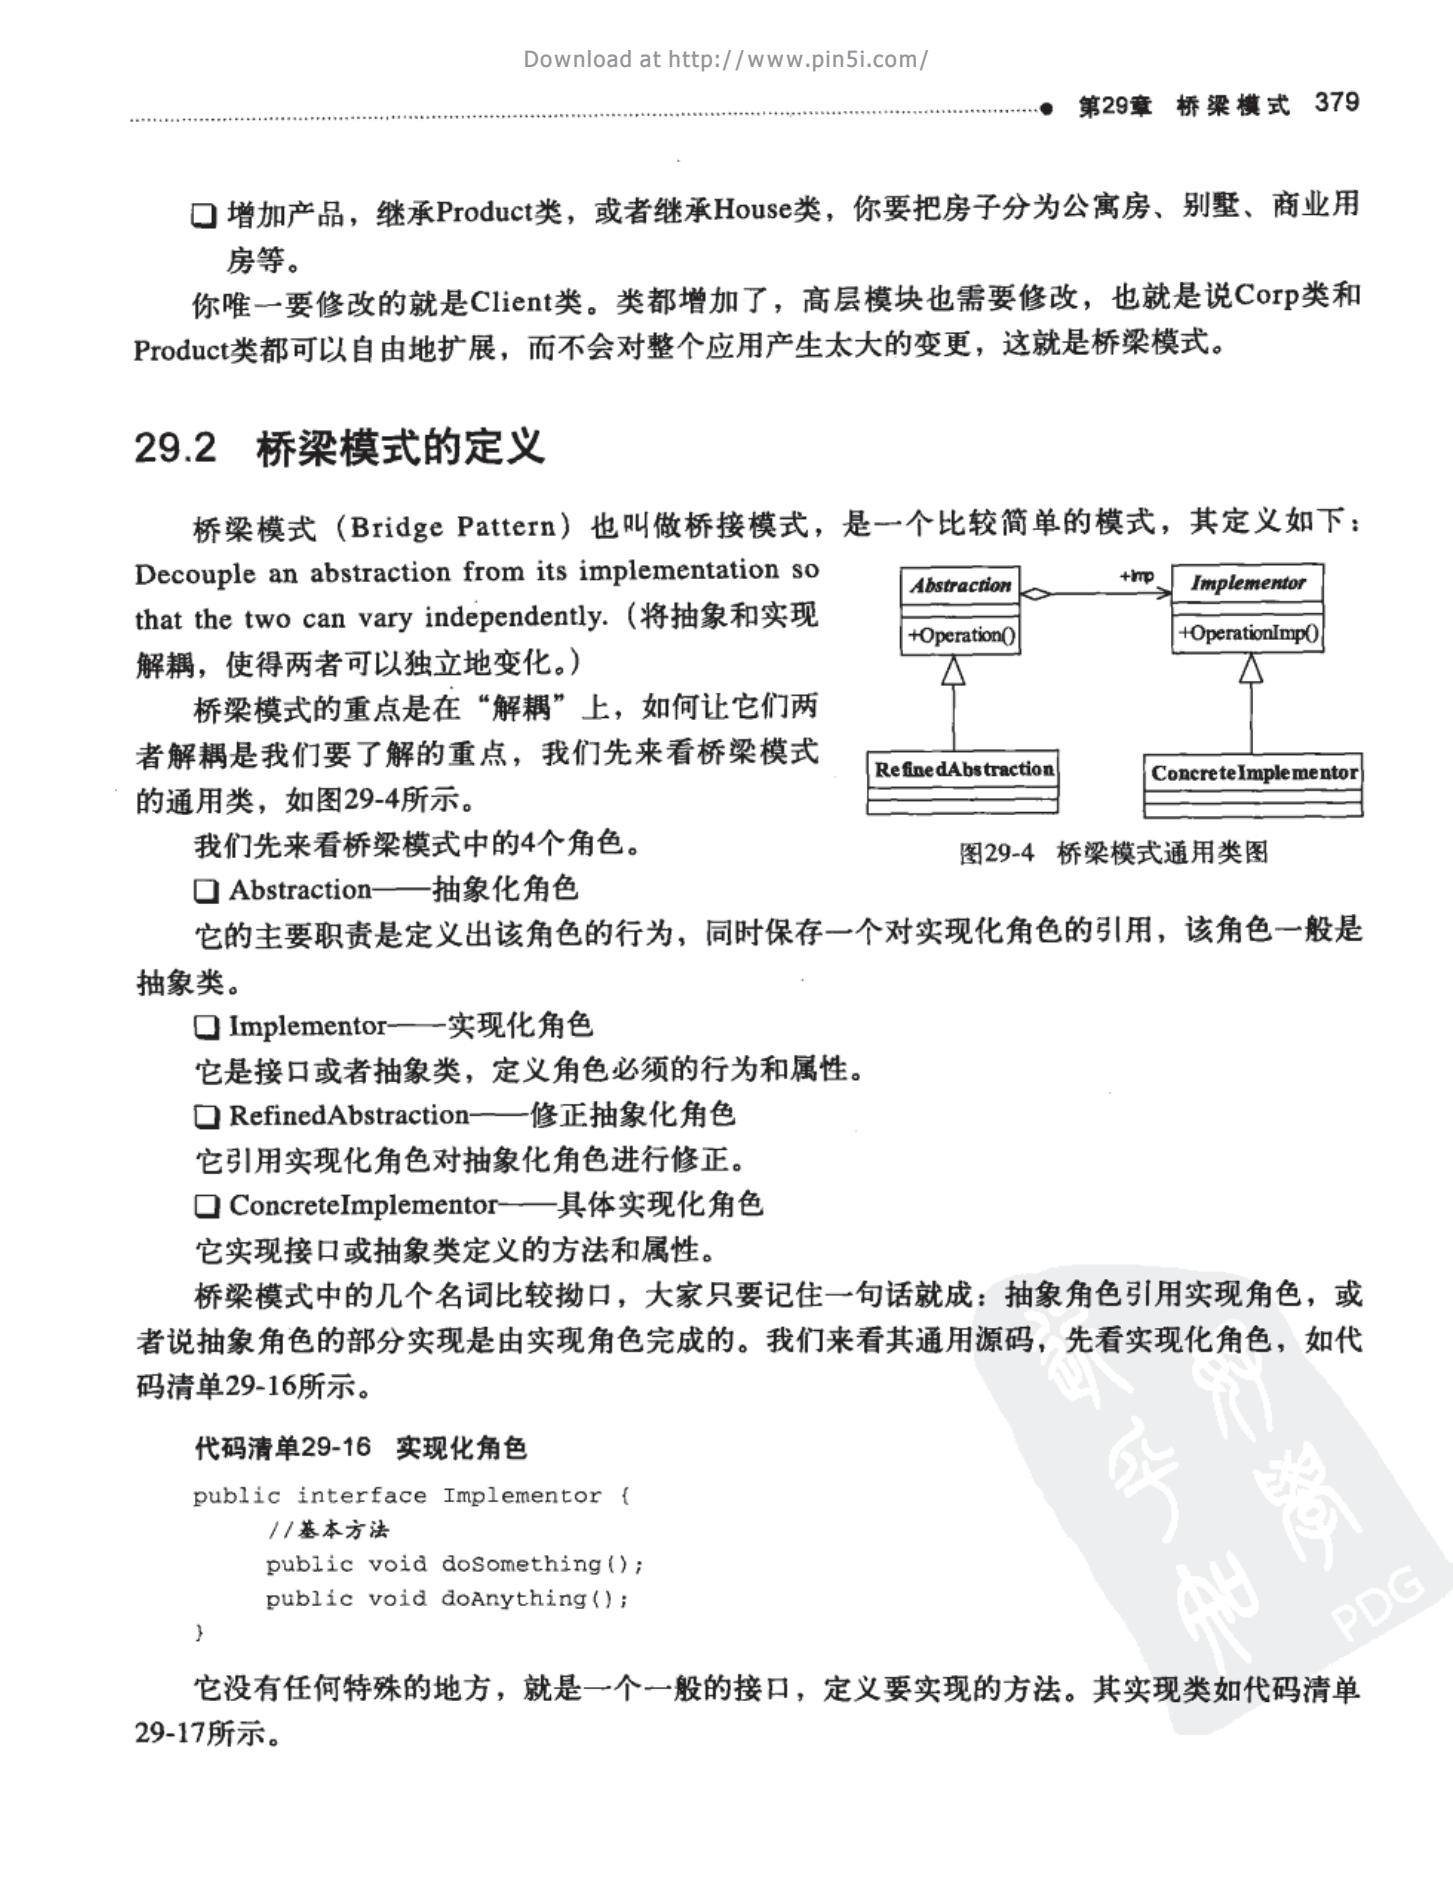 Download at http://www.pin5i.com/
第29章 桥梁模式 379
❑ 增加产品，继承Product类，或者继承House类，你要把房子分为公寓房、别墅、商业用
房等。
你唯一要修改的就是Client类。类都增加了，高层模块也需要修改，也就是说Corp类和
Product类都可以自由地扩展，而不会对整个应用产生太大的变更，这就是桥梁模式。
29.2 桥梁模式的定义
桥梁模式（Bridge Pattern）也叫做桥接模式，是一个比较简单的模式，其定义如下：
Decouple an abstraction from its implementation so
that the two can vary independently.（将抽象和实现
解耦，使得两者可以独立地变化。）
桥梁模式的重点是在“解耦”上，如何让它们两
者解耦是我们要了解的重点，我们先来看桥梁模式
的通用类，如图29-4所示。
Abstraction
+Operation()
+Imp
Implementor
+OperationImp()
RefinedAbstraction
ConcreteImplementor
图29-4 桥梁模式通用类图
我们先来看桥梁模式中的4个角色。
❑ Abstraction——抽象化角色
它的主要职责是定义出该角色的行为，同时保存一个对实现化角色的引用，该角色一般是
抽象类。
❑ Implementor——实现化角色
它是接口或者抽象类，定义角色必须的行为和属性。
❑ RefinedAbstraction——修正抽象化角色
它引用实现化角色对抽象化角色进行修正。
❑ ConcreteImplementor——具体实现化角色
它实现接口或抽象类定义的方法和属性。
桥梁模式中的几个名词比较拗口，大家只要记住一句话就成：抽象角色引用实现角色，或
者说抽象角色的部分实现是由实现角色完成的。我们来看其通用源码，先看实现化角色，如代
码清单29-16所示。
代码清单29-16 实现化角色
public interface Implementor {
//基本方法
public void doSomething();
public void doAnything();
}
它没有任何特殊的地方，就是一个一般的接口，定义要实现的方法。其实现类如代码清单
29-17所示。
PDG